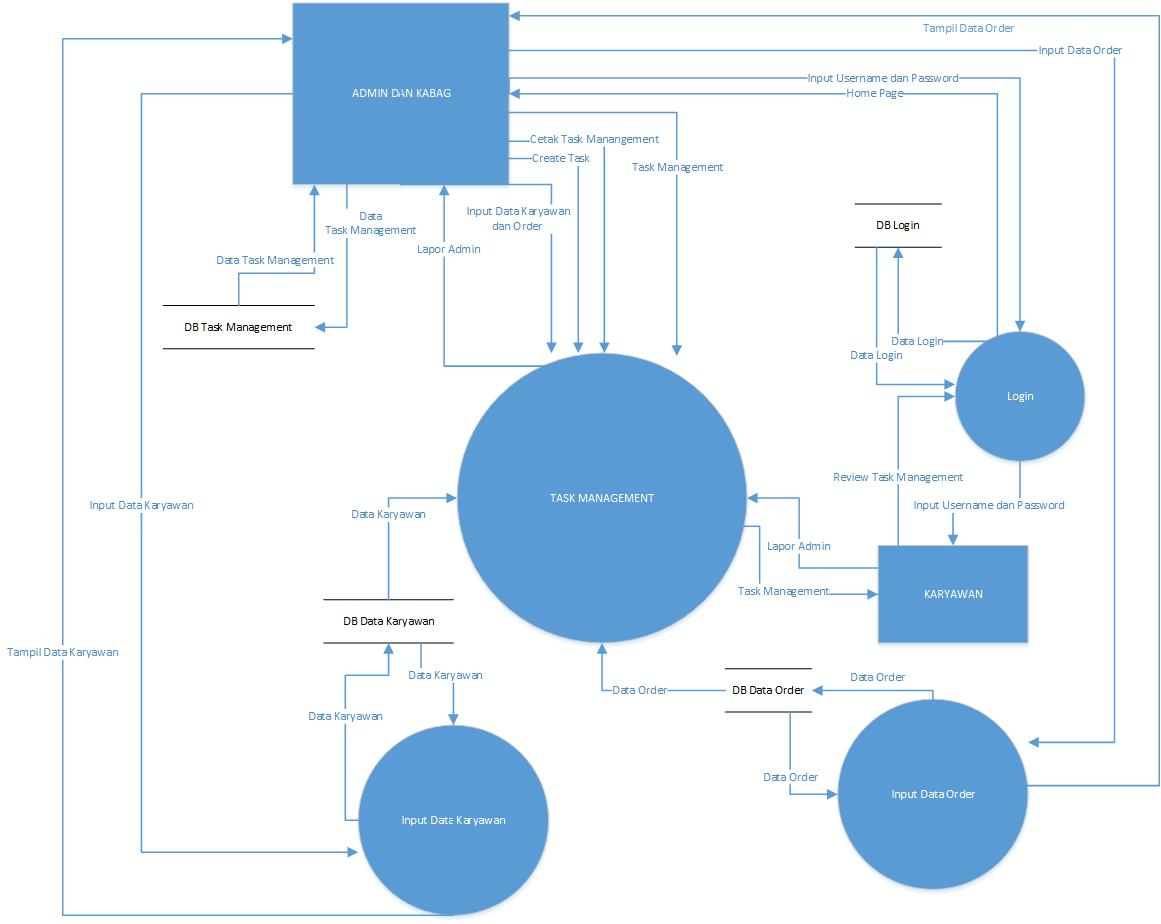 Tampil Data Order
Input Data Order
ADMIN DAN KABAG
Input Username dan Password
Home Page
Cetak Task Manangement
Create Task
Task Management
Data
Task Management
Input Data Karyawan
dan Order
DB Login
Lapor Admin
Data Task Management
DB Task Management
Data Login
Data Login
Login
Review Task Management
TASK MANAGEMENT
Input Data Karyawan
Input Username dan Password
Data Karyawan
Lapor Admin
Task Management
KARYAWAN
DB Data Karyawan
Tampil Data Karyawan
Data Karyawan
Data Order
DB Data Order
Data Order
Data Karyawan
Data Order
Input Data Order
Input Data Karyawan